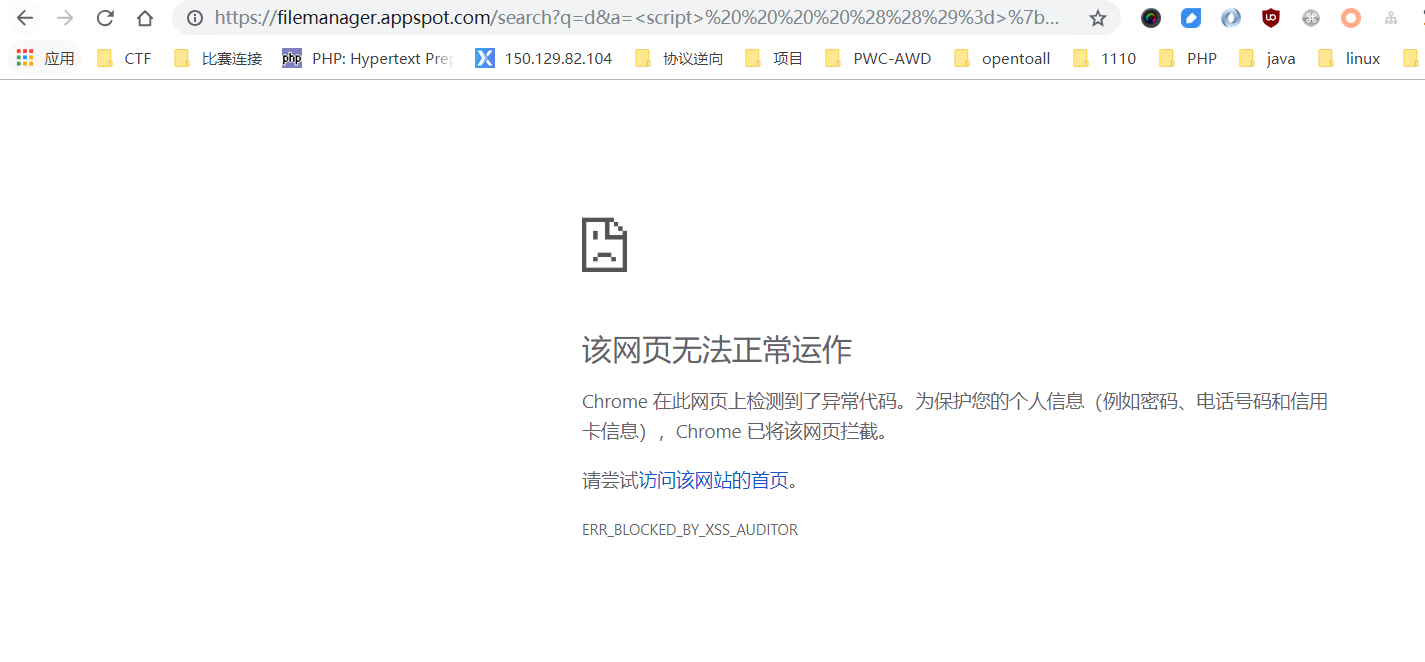 https://filemanager.appspot.com/search?q=d&a=<script>%20%20%20%20%28%28%29%3d>%7b...
应用 CTF 比赛连接 php PHP: Hypertext Prep 150.129.82.104 协议逆向 项目 PWC-AWD opentoall 1110 PHP java linux
该网页无法正常运作
Chrome 在此网页上检测到了异常代码。为保护您的个人信息（例如密码、电话号码和信用
卡信息），Chrome 已将该网页拦截。
请尝试访问该网站的首页。
ERR_BLOCKED_BY_XSS_AUDITOR